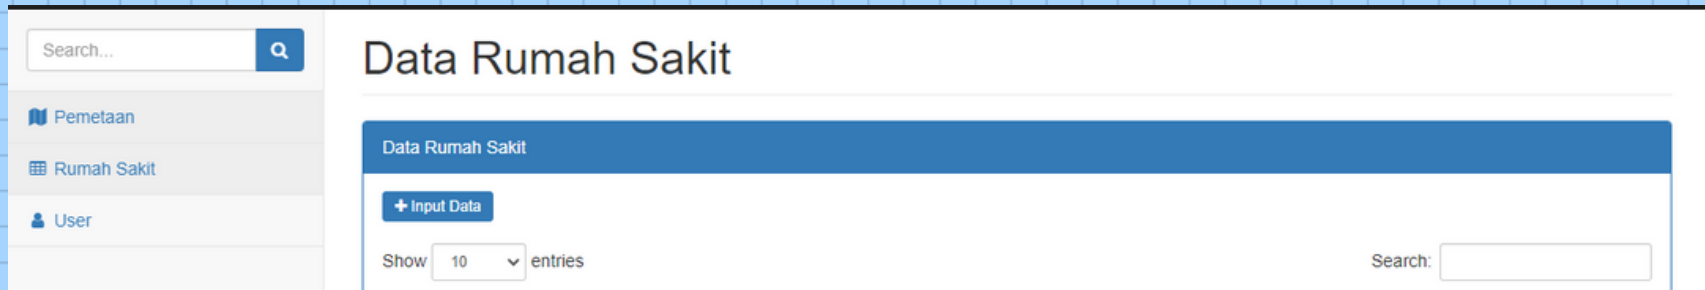 Search...
Pemetaan
Rumah Sakit
User
Data Rumah Sakit
Data Rumah Sakit
Input Data
Show 10 entries
Search: